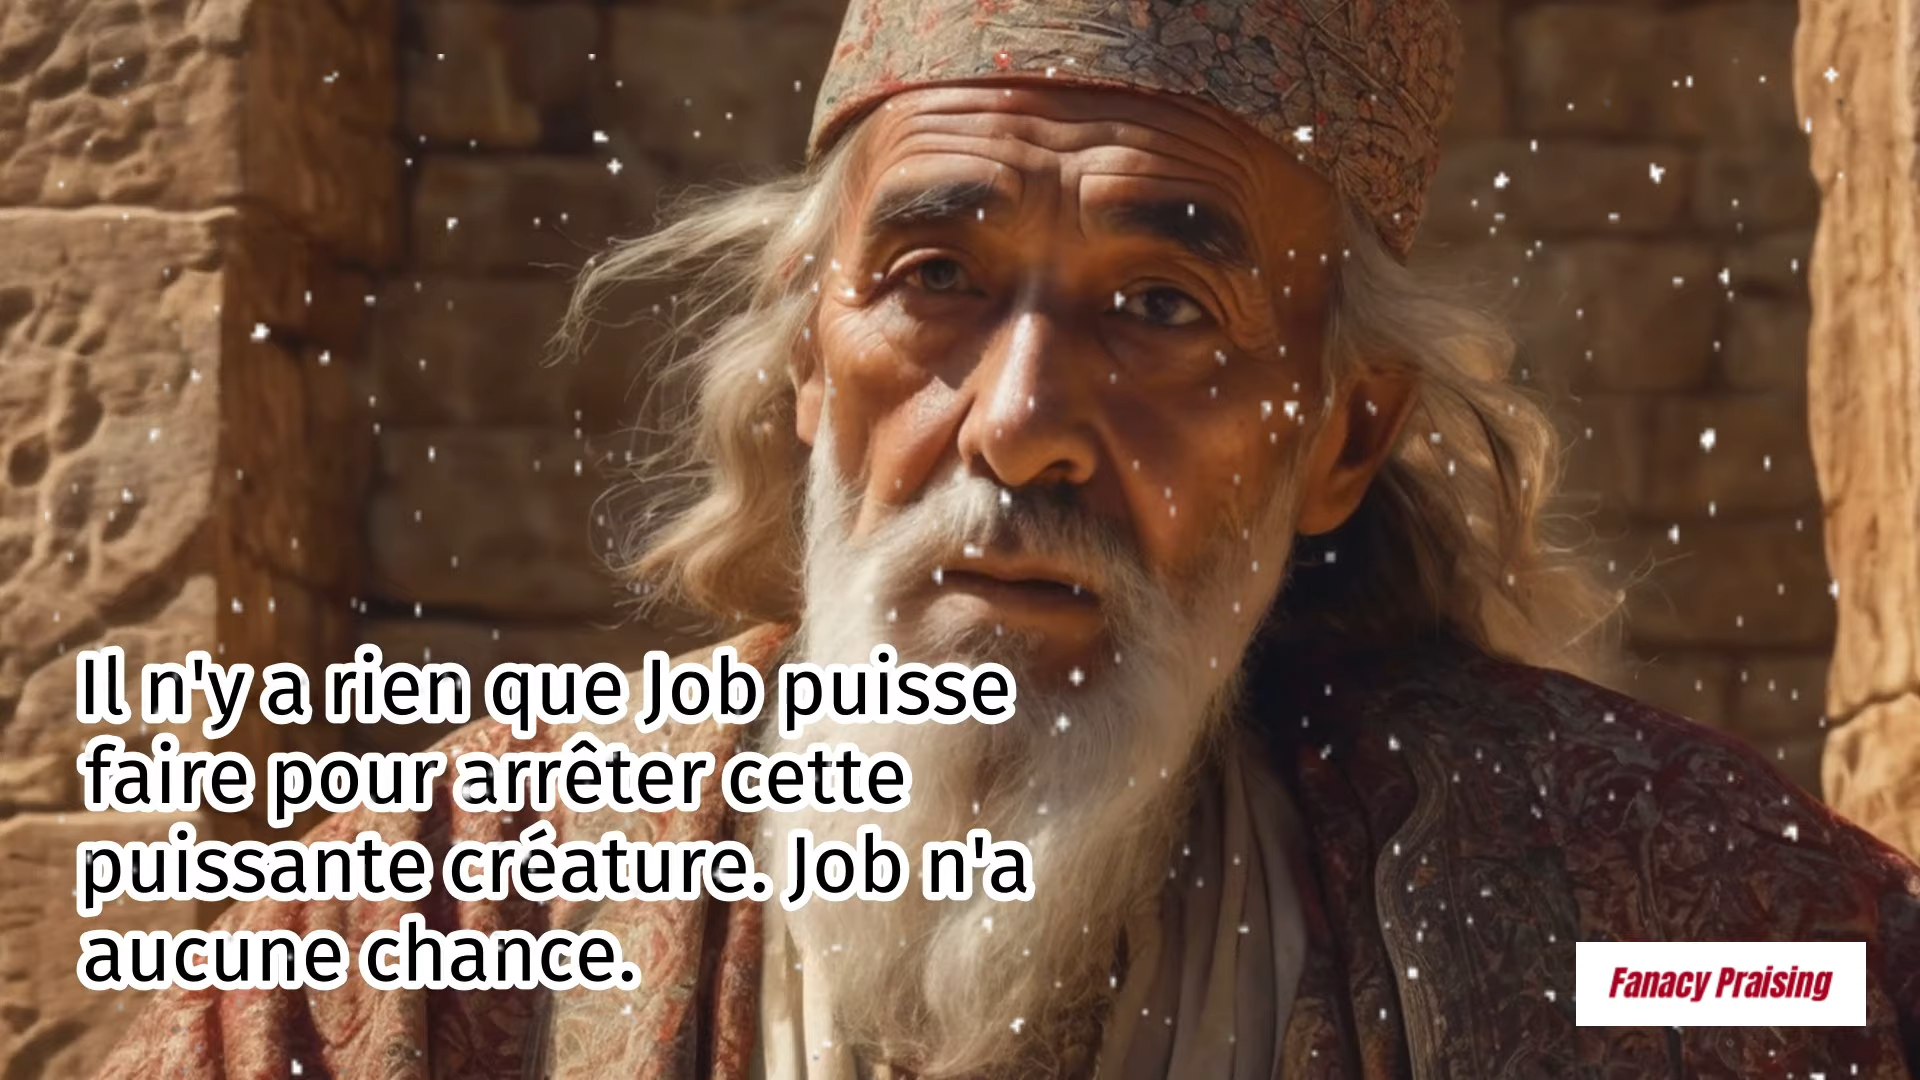 Il n'y a rien que Job puisse
faire pour arrêter cette
puissante créature. Job n'a
aucune chance.
Fanacy Praising